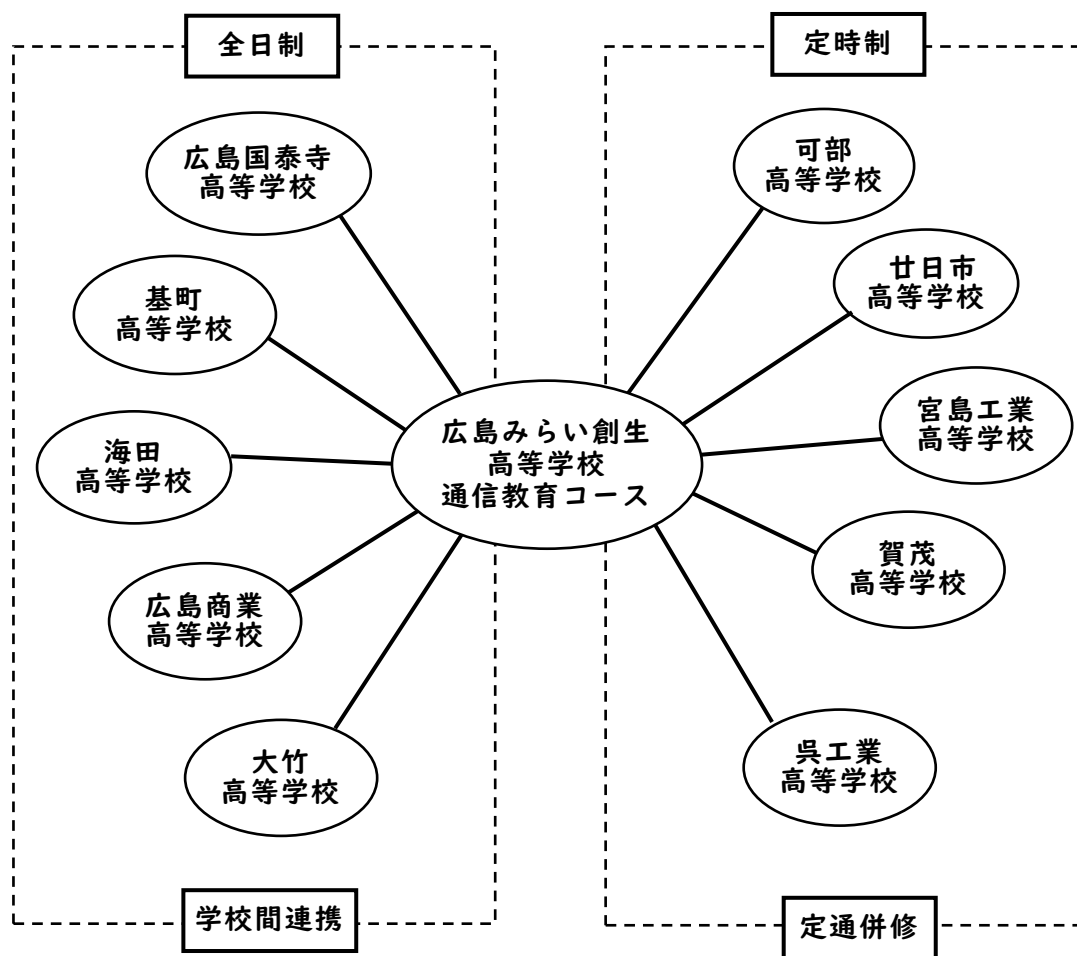 全日制
定時制
広島国泰寺
高等学校
基町
高等学校
海田
高等学校
広島商業
高等学校
大竹
高等学校
広島みらい創生
高等学校
通信教育コース
可部
高等学校
廿日市
高等学校
宮島工業
高等学校
賀茂
高等学校
呉工業
高等学校
学校間連携
定通併修